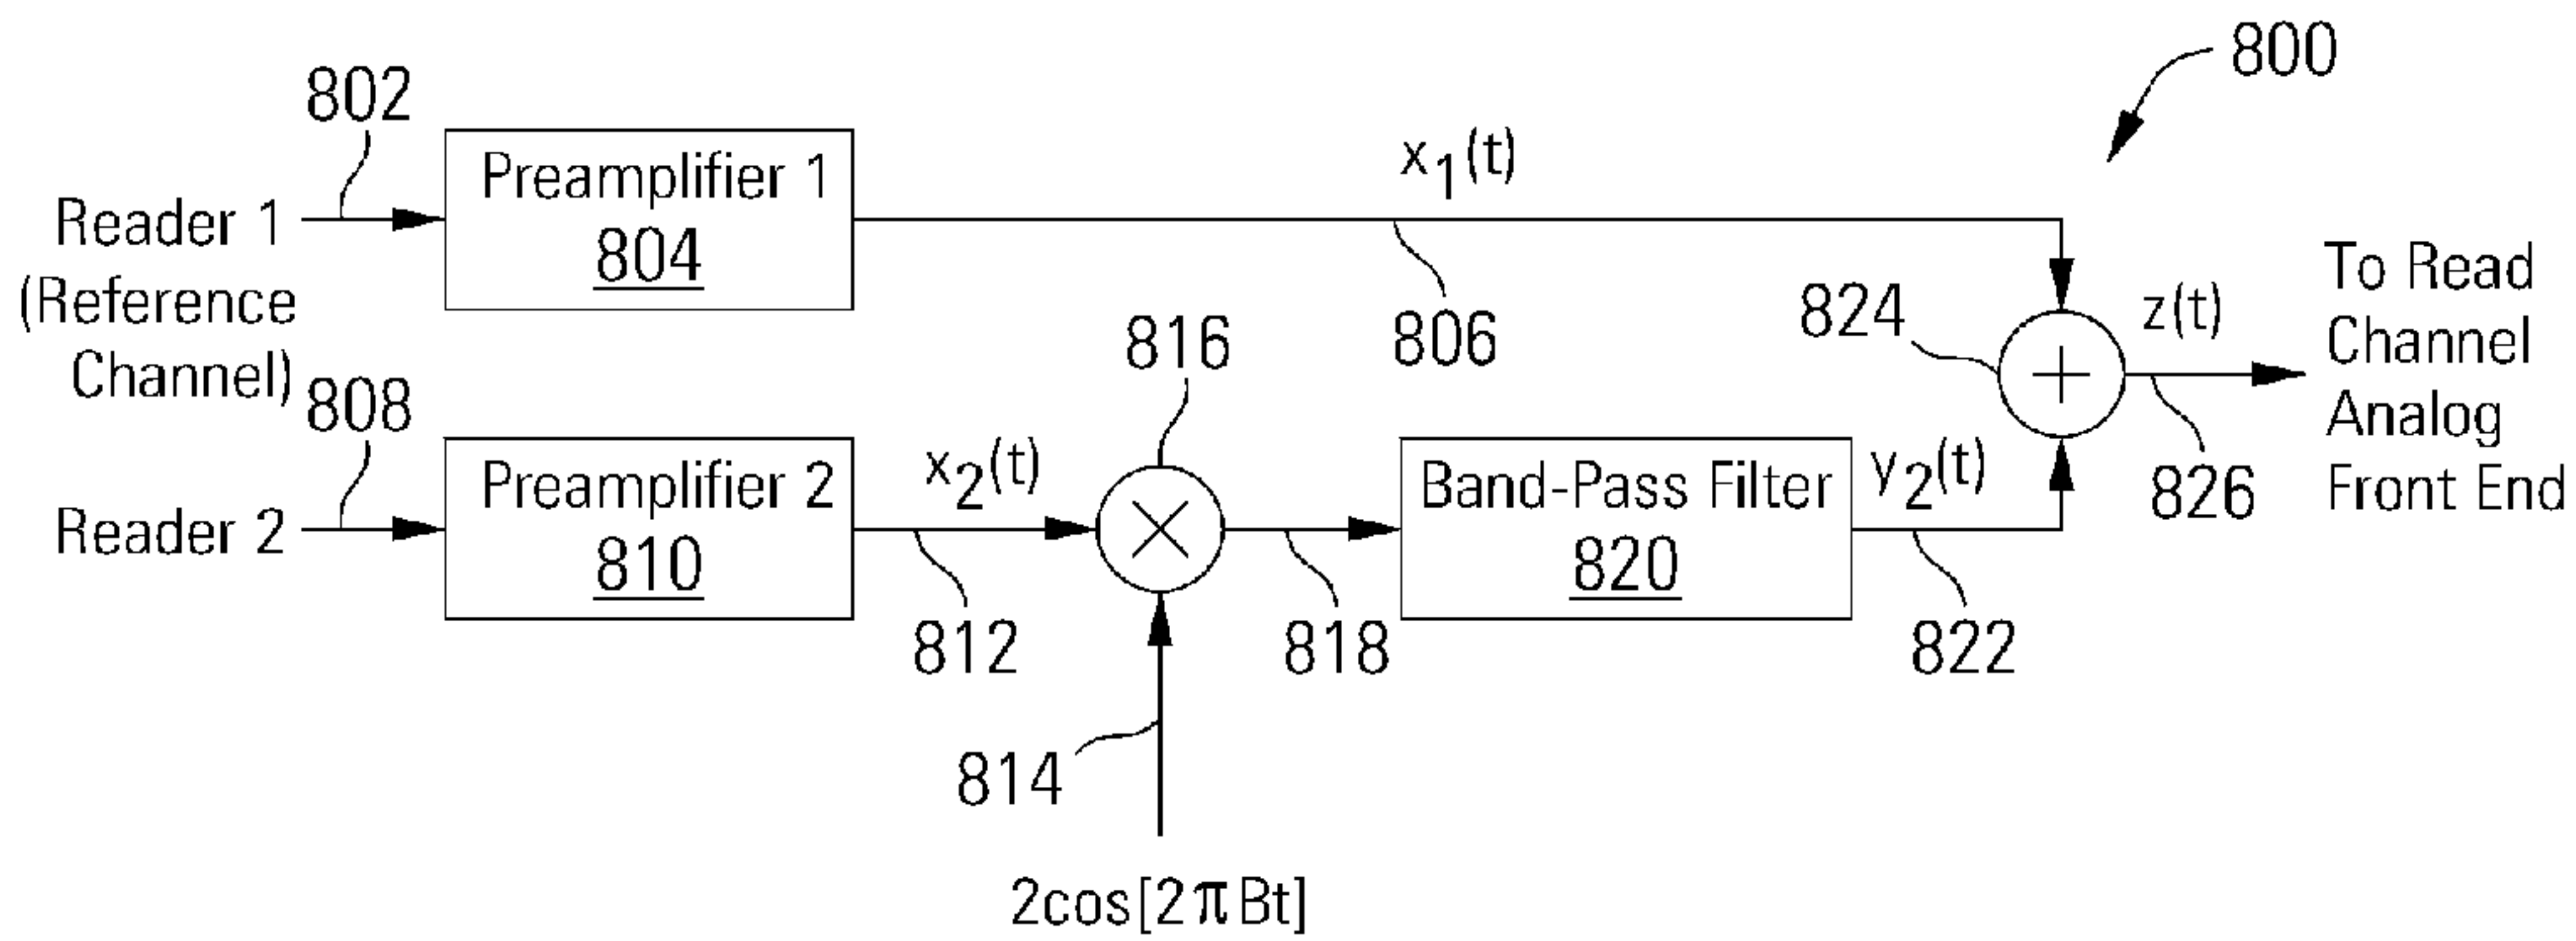 800
802
Preamplifier 1
804
x1(t)
806
Reader 1
(Reference
Channel)
808
Reader 2
Preamplifier 2
810
x2(t)
812
816
814
2cos[2πBt]
818
Band-Pass Filter
820
y2(t)
822
824
z(t)
826
To Read
Channel
Analog
Front End